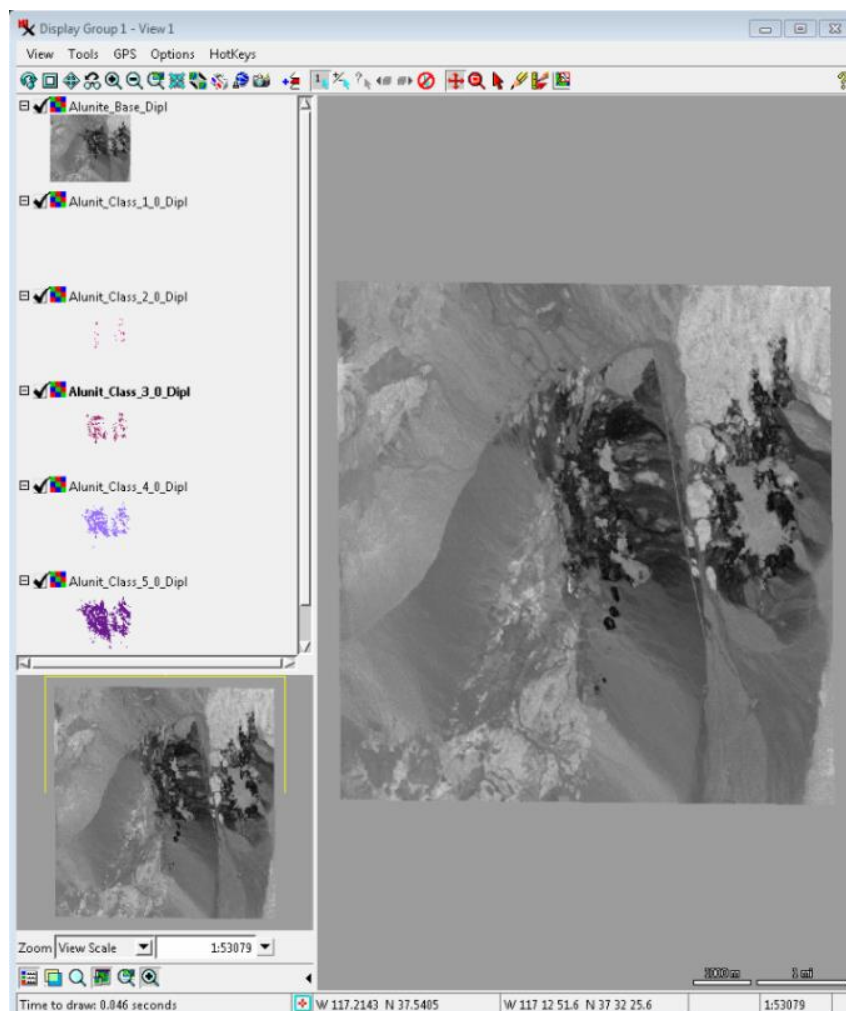 Display Group 1 - View 1
View Tools GPS Options HotKeys
Alunite_Base_Dipl
Alunit_Class_1_0_Dipl
Alunit_Class_2_0_Dipl
Alunit_Class_3_0_Dipl
Alunit_Class_4_0_Dipl
Alunit_Class_5_0_Dipl
Zoom View Scale 1:53079
2 mi
Time to draw: 0.046 seconds W 117.2143 N 37.5405 W 117 12 51.6 N 37 32 25.6 1:53079